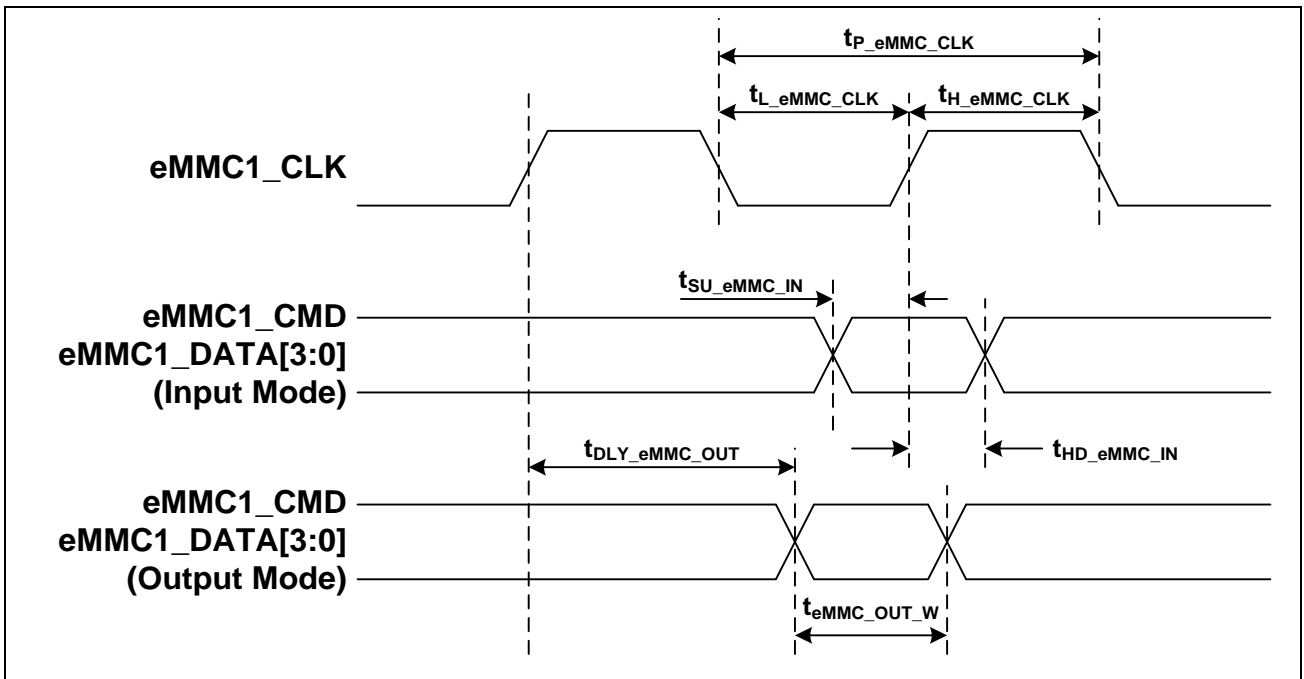 tP_eMMC_CLK
tL_eMMC_CLK tH_eMMC_CLK
eMMC1_CLK
tSU_eMMC_IN
eMMC1_CMD
eMMC1_DATA[3:0]
(Input Mode)
tDLY_eMMC_OUT
tHD_eMMC_IN
eMMC1_CMD
eMMC1_DATA[3:0]
(Output Mode)
teMMC_OUT_W